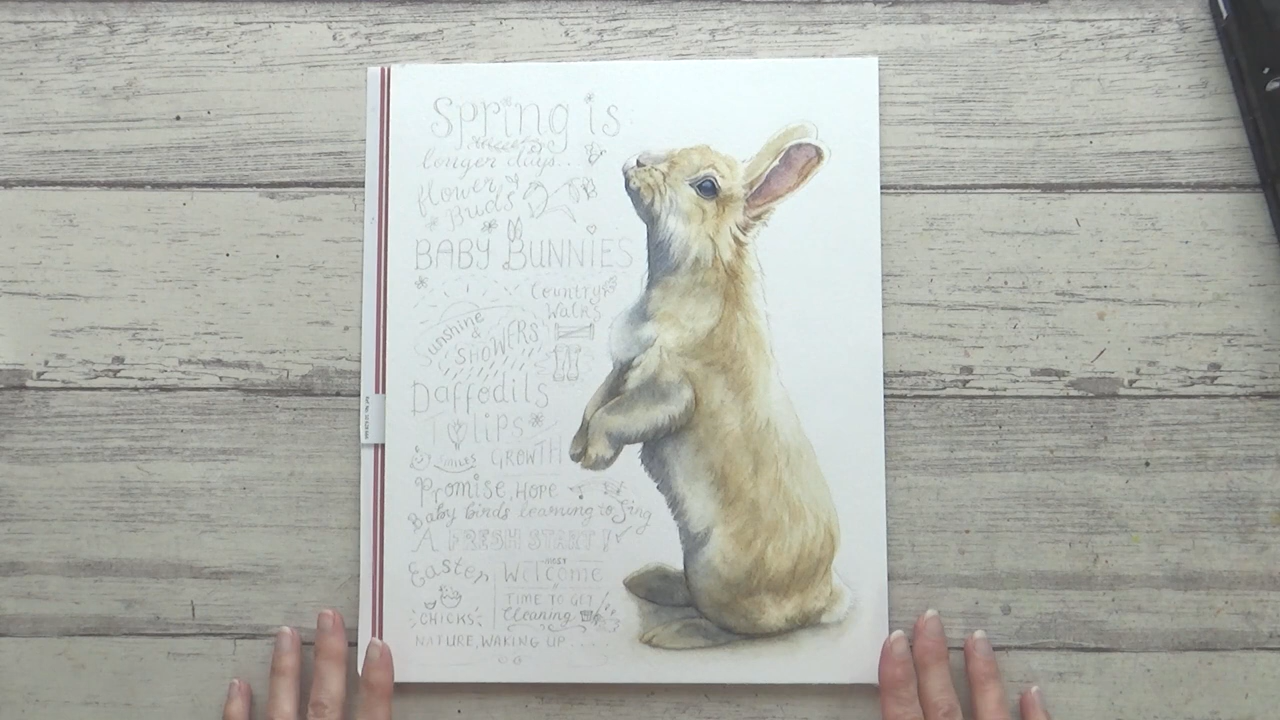 Spring is
longer days..
flower
Buds
BABY BUNNIES
Country
Walks
Sunshine
&
SHOWERS
Daffodils
Tulips
SMILES GROWTH
Promise, HOPE
Baby birds learning to Sing
A FRESH START!
Easter
CHICKS
Welcome
TIME TO GET
Cleaning
NATURE, WAKING UP.....